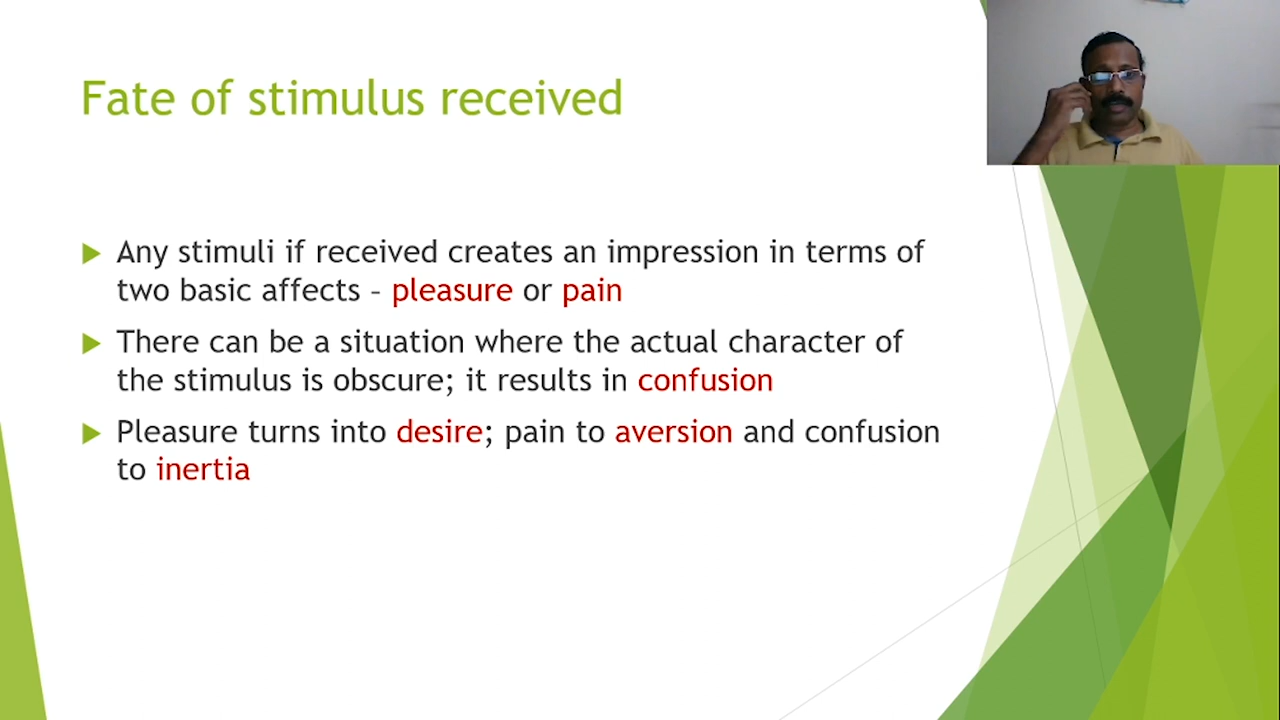 Fate of stimulus received
Any stimuli if received creates an impression in terms of
two basic affects – pleasure or pain
There can be a situation where the actual character of
the stimulus is obscure; it results in confusion
Pleasure turns into desire; pain to aversion and confusion
to inertia